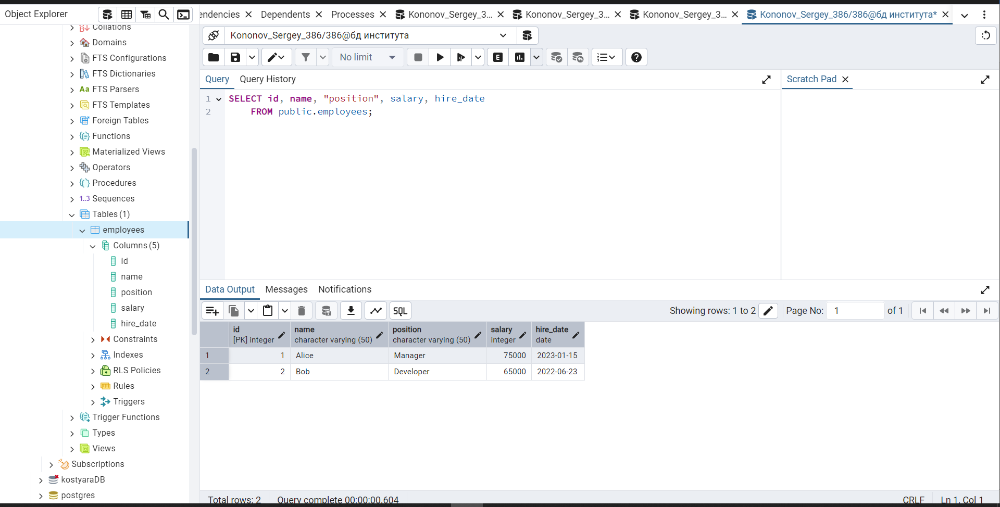 Object Explorer
Collations
Domains
FTS Configurations
FTS Dictionaries
Aa FTS Parsers
FTS Templates
Foreign Tables
Functions
Materialized Views
Operators
Procedures
1..3 Sequences
Tables (1)
employees
Columns (5)
id
name
position
salary
hire_date
Constraints
Indexes
RLS Policies
Rules
Triggers
Trigger Functions
Types
Views
Subscriptions
kostyaraDB
postgres
endencies
Dependents
Processes
Kononov_Sergey_3...
Kononov_Sergey_3...
Kononov_Sergey_3...
Kononov_Sergey_386/386@бд института*
Kononov_Sergey_386/386@бд института
No limit
E
Query
Query History
Scratch Pad
1 SELECT id, name, "position", salary, hire_date
2 FROM public.employees;
Data Output
Messages
Notifications
SQL
Showing rows: 1 to 2
Page No: 1 of 1
id name position salary hire_date
[PK] integer character varying (50) character varying (50) integer date
1 1 Alice Manager 75000 2023-01-15
2 2 Bob Developer 65000 2022-06-23
Total rows: 2
Query complete 00:00:00.604
CRLF
Ln 1, Col 1